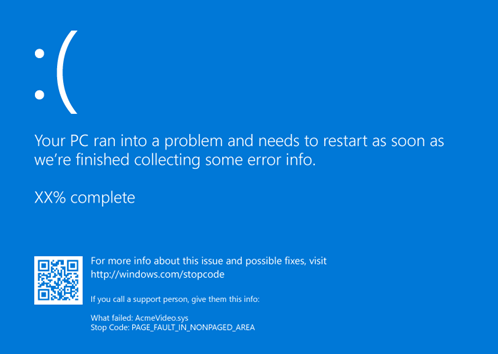 :(
Your PC ran into a problem and needs to restart as soon as
we're finished collecting some error info.
XX% complete
For more info about this issue and possible fixes, visit
http://windows.com/stopcode
If you call a support person, give them this info:
What failed: AcmeVideo.sys
Stop Code: PAGE_FAULT_IN_NONPAGED_AREA